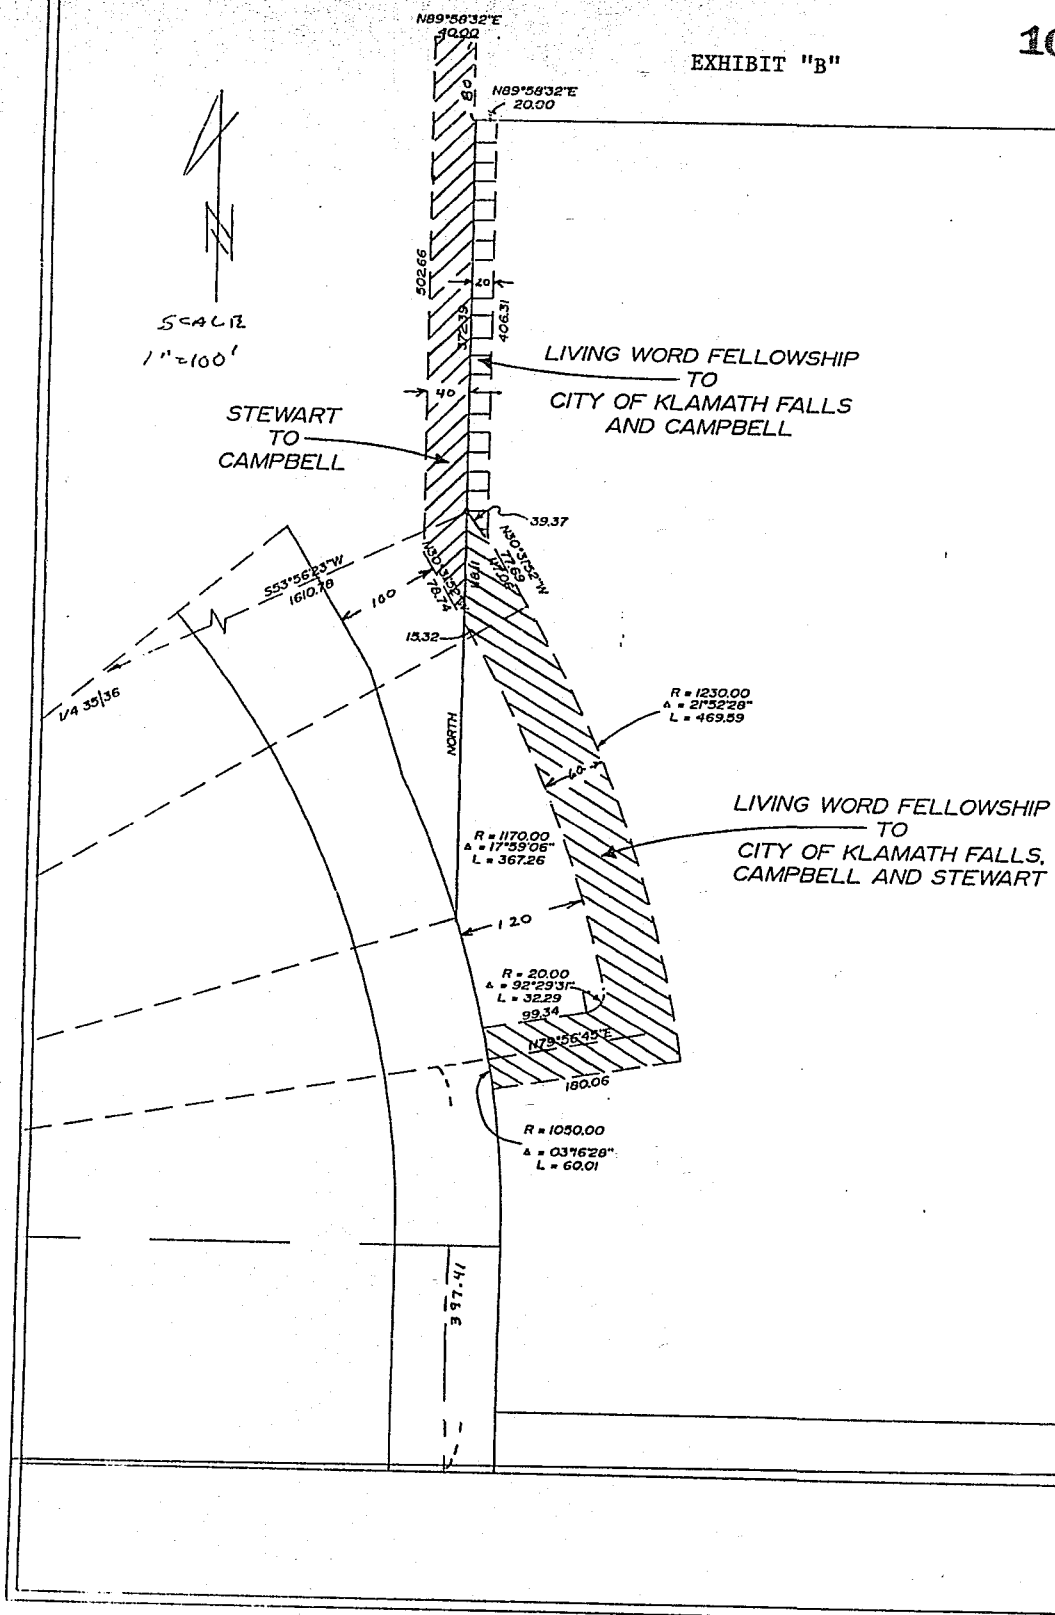 N89°58'32"E
40.00
EXHIBIT "B"
80
N89°58'32"E
20.00
N
SCALE
1"=100'
502.66
20
372.39
406.31
LIVING WORD FELLOWSHIP
TO
CITY OF KLAMATH FALLS
AND CAMPBELL
40
STEWART
TO
CAMPBELL
39.37
N30°31'52"W
77.69
S53°56'23"W
1610.78
N30°31'52"W
78.74
100
15.32
1/4 35|36
NORTH
R = 1230.00
Δ = 21°52'28"
L = 469.59
60
LIVING WORD FELLOWSHIP
TO
CITY OF KLAMATH FALLS,
CAMPBELL AND STEWART
R = 1170.00
Δ = 17°59'06"
L = 367.26
120
R = 20.00
Δ = 92°29'31"
L = 32.29
99.34
N79°56'45"E
180.06
R = 1050.00
Δ = 03°16'28"
L = 60.01
397.41